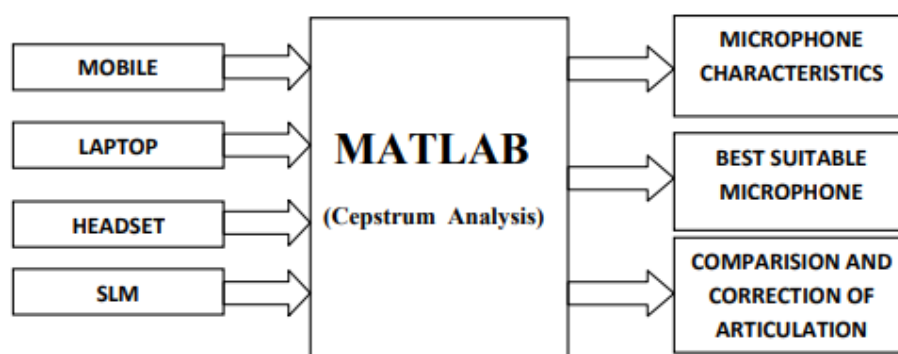 MOBILE
LAPTOP
HEADSET
SLM
MATLAB
(Cepstrum Analysis)
MICROPHONE
CHARACTERISTICS
BEST SUITABLE
MICROPHONE
COMPARISION AND
CORRECTION OF
ARTICULATION